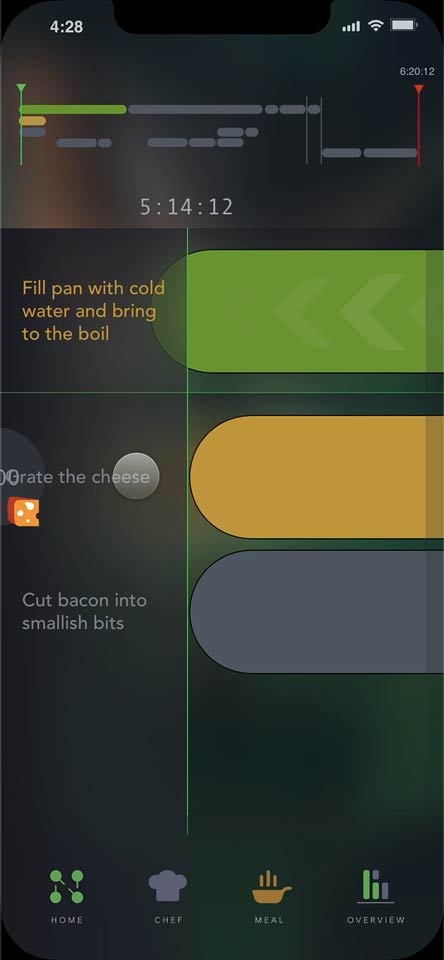 4:28
6:20:12
5:14:12
Fill pan with cold
water and bring
to the boil
00
Grate the cheese
Cut bacon into
smallish bits
HOME
CHEF
MEAL
OVERVIEW